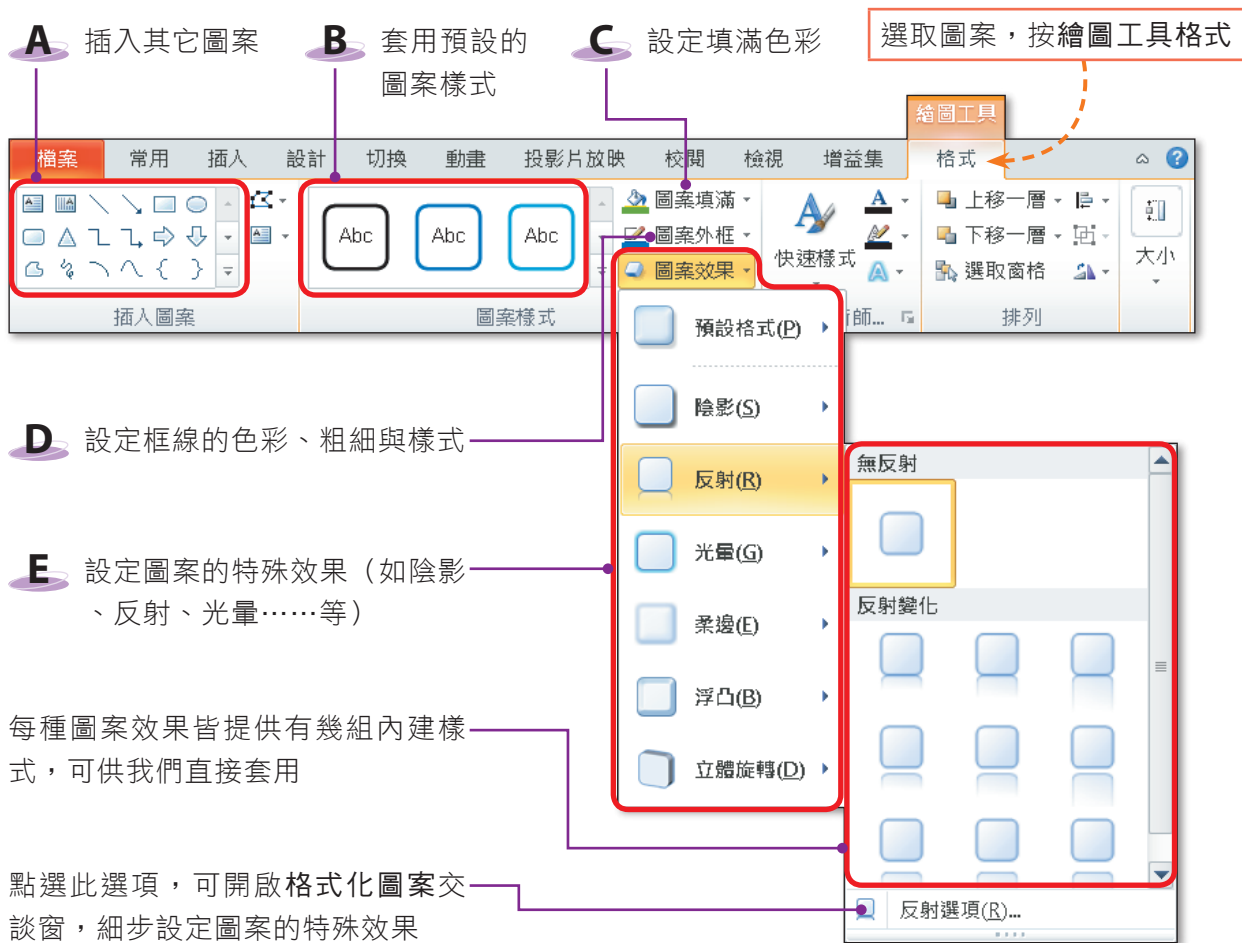 A 插入其它圖案
B 套用預設的
圖案樣式
C 設定填滿色彩
選取圖案，按繪圖工具格式
繪圖工具
檔案 常用 插入 設計 切換 動畫 投影片放映 校閱 檢視 增益集 格式
Abc Abc Abc
圖案填滿
圖案外框
圖案效果
快速樣式
上移一層
下移一層
選取窗格
大小
插入圖案 圖案樣式 師... 排列
預設格式(P)
陰影(S)
反射(R)
光暈(G)
柔邊(E)
浮凸(B)
立體旋轉(D)
無反射
反射變化
反射選項(R)...
D 設定框線的色彩、粗細與樣式
E 設定圖案的特殊效果（如陰影
、反射、光暈……等）
每種圖案效果皆提供有幾組內建樣
式，可供我們直接套用
點選此選項，可開啟格式化圖案交
談窗，細步設定圖案的特殊效果